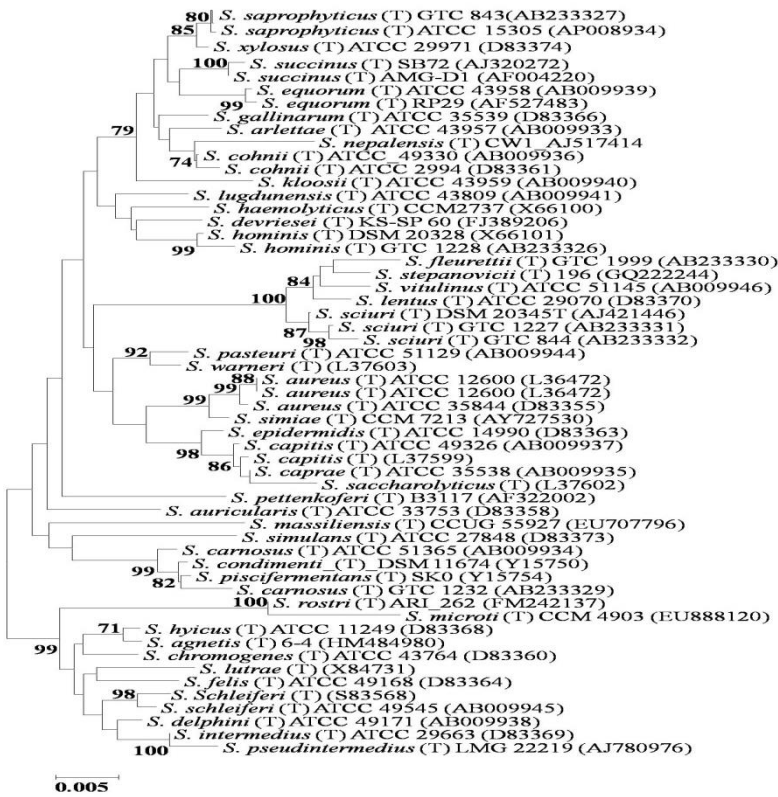 80 S. saprophyticus (T) GTC 843(AB233327)
85 S. saprophyticus (T) ATCC 15305 (AP008934)
S. xylosus (T) ATCC 29971 (D83374)
100 S. succinus (T) SB72 (AJ320272)
S. succinus (T) AMG-D1 (AF004220)
S. equorum (T) ATCC 43958 (AB009939)
99 S. equorum (T) RP29 (AF527483)
S. gallinarum (T) ATCC 35539 (D83366)
79 S. arlettae (T) ATCC 43957 (AB009933)
S. nepalensis (T) CW1_AJ517414
S. cohnii (T) ATCC_49330 (AB009936)
74 S. cohnii (T) ATCC 2994 (D83361)
S. kloosii (T) ATCC 43959 (AB009940)
S. lugdunensis (T) ATCC 43809 (AB009941)
S. haemolyticus (T) CCM2737 (X66100)
S. devriesei (T) KS-SP 60 (FJ389206)
S. hominis (T) DSM 20328 (X66101)
99 S. hominis (T) GTC 1228 (AB233326)
S. fleurettii (T) GTC 1999 (AB233330)
S. stepanovicii (T) 196 (GQ222244)
84 S. vitulinus (T) ATCC 51145 (AB009946)
100 S. lentus (T) ATCC 29070 (D83370)
S. sciuri (T) DSM 20345T (AJ421446)
87 S. sciuri (T) GTC 1227 (AB233331)
98 S. sciuri (T) GTC 844 (AB233332)
92 S. pasteuri (T) ATCC 51129 (AB009944)
S. warneri (T) (L37603)
88 S. aureus (T) ATCC 12600 (L36472)
99 S. aureus (T) ATCC 12600 (L36472)
99 S. aureus (T) ATCC 35844 (D83355)
S. simiae (T) CCM 7213 (AY727530)
S. epidermidis (T) ATCC 14990 (D83363)
S. capitis (T) ATCC 49326 (AB009937)
98 S. capitis (T) (L37599)
86 S. caprae (T) ATCC 35538 (AB009935)
S. saccharolyticus (T) (L37602)
S. pettenkoferi (T) B3117 (AF322002)
S. auricularis (T) ATCC 33753 (D83358)
S. massiliensis (T) CCUG 55927 (EU707796)
S. simulans (T) ATCC 27848 (D83373)
S. carnosus (T) ATCC 51365 (AB009934)
99 S. condimenti_(T)_DSM 11674 (Y15750)
S. piscifermentans (T) SK0 (Y15754)
82 S. carnosus (T) GTC 1232 (AB233329)
100 S. rostri (T) ARI_262 (FM242137)
S. microti (T) CCM 4903 (EU888120)
71 S. hyicus (T) ATCC 11249 (D83368)
99 S. agnetis (T) 6-4 (HM484980)
S. chromogenes (T) ATCC 43764 (D83360)
S. lutrae (T) (X84731)
S. felis (T) ATCC 49168 (D83364)
98 S. Schleiferi (T) (S83568)
S. schleiferi (T) ATCC 49545 (AB009945)
S. delphini (T) ATCC 49171 (AB009938)
S. intermedius (T) ATCC 29663 (D83369)
100 S. pseudintermedius (T) LMG 22219 (AJ780976)
0.005